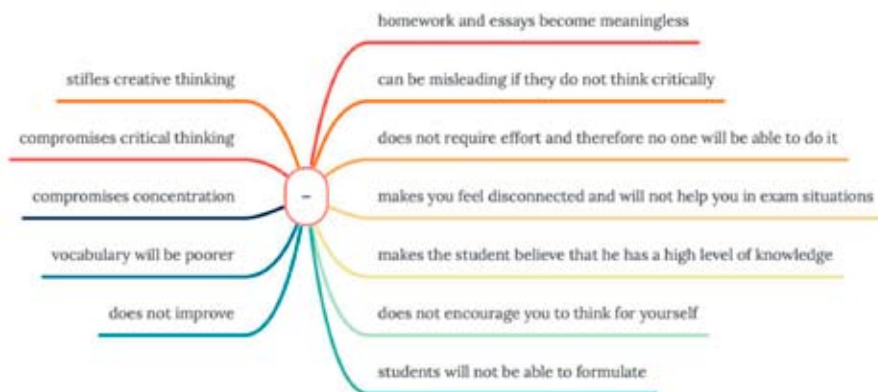 homework and essays become meaningless
stifles creative thinking
can be misleading if they do not think critically
compromises critical thinking
does not require effort and therefore no one will be able to do it
compromises concentration
–
makes you feel disconnected and will not help you in exam situations
vocabulary will be poorer
makes the student believe that he has a high level of knowledge
does not improve
does not encourage you to think for yourself
students will not be able to formulate